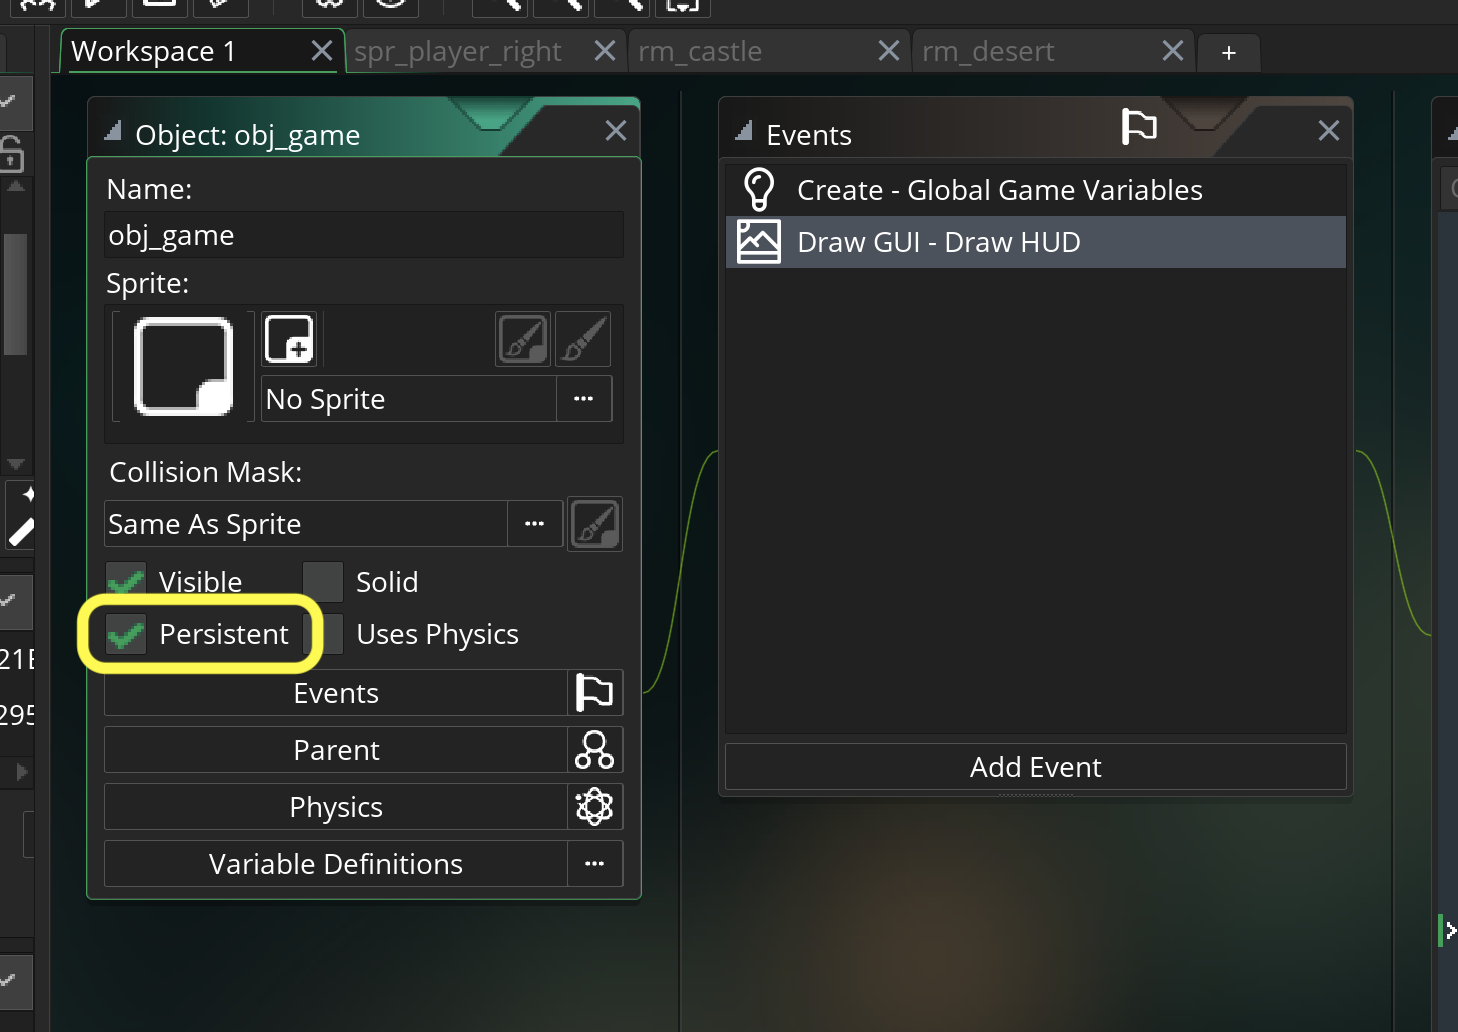 Workspace 1
spr_player_right
rm_castle
rm_desert
+
Object: obj_game
Name:
obj_game
Sprite:
No Sprite
...
Collision Mask:
Same As Sprite
...
Visible
Solid
Persistent
Uses Physics
Events
Parent
Physics
Variable Definitions
...
Events
Create - Global Game Variables
Draw GUI - Draw HUD
Add Event